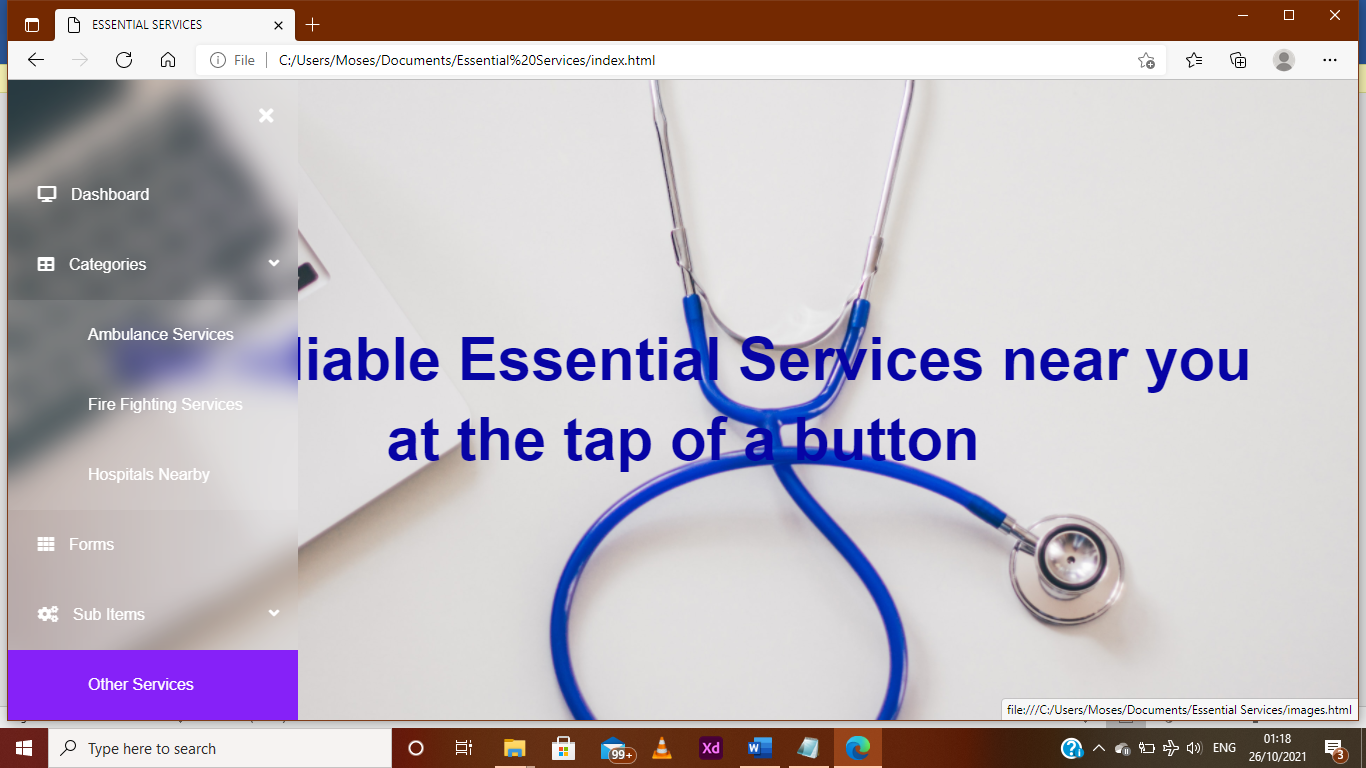 ESSENTIAL SERVICES
File
C:/Users/Moses/Documents/Essential%20Services/index.html
Dashboard
Categories
Ambulance Services
Fire Fighting Services
Hospitals Nearby
Forms
Sub Items
Other Services
liable Essential Services near you
at the tap of a button
file:///C:/Users/Moses/Documents/Essential Services/images.html
Type here to search
99+
Xd
ENG
01:18
26/10/2021
3